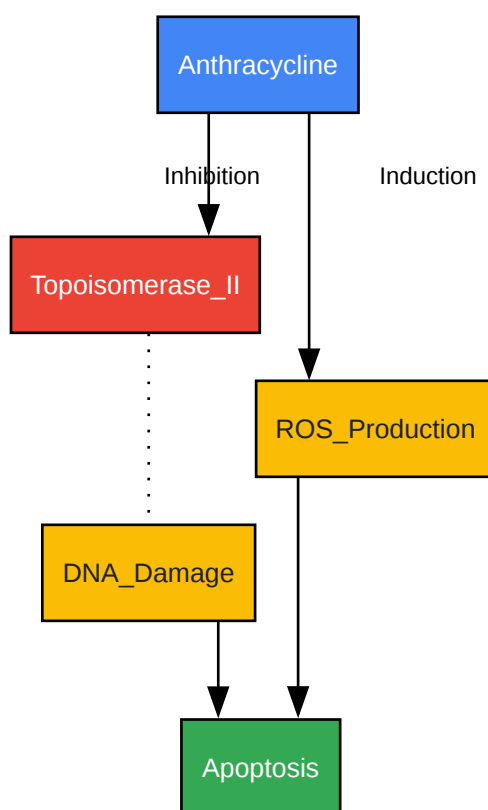 Anthracycline
Inhibition
Induction
Topoisomerase_II
ROS_Production
DNA_Damage
Apoptosis